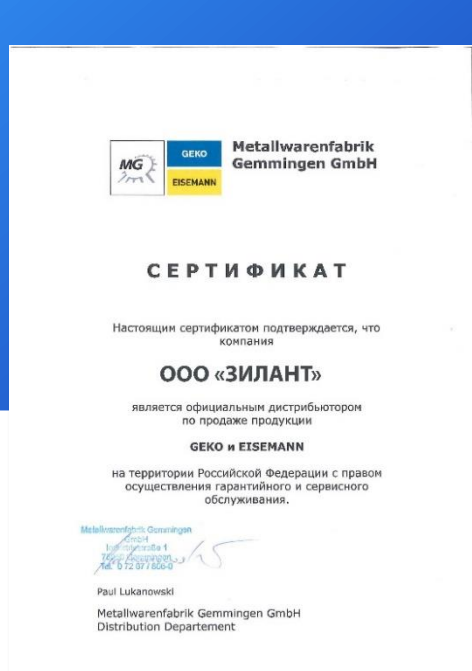 MG
GEKO
EISEMANN
Metallwarenfabrik
Gemmingen GmbH
СЕРТИФИКАТ
Настоящим сертификатом подтверждается, что
компания
ООО «ЗИЛАНТ»
является официальным дистрибьютором
по продаже продукции
GEKO и EISEMANN
на территории Российской Федерации с правом
осуществления гарантийного и сервисного
обслуживания.
Metallwarenfabrik Gemmingen
GmbH
Paul Lukanowski
Metallwarenfabrik Gemmingen GmbH
Distribution Departement